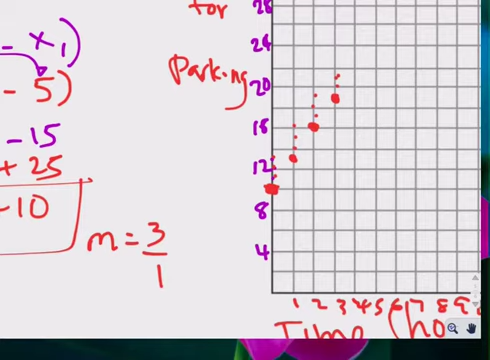 for
28
- x₁)
24
Parking
- 5)
20
16
- 15
+ 25
12
10
8
m = 3
1
4
1 2 3 4 5 6 7 8 9
Time (ho